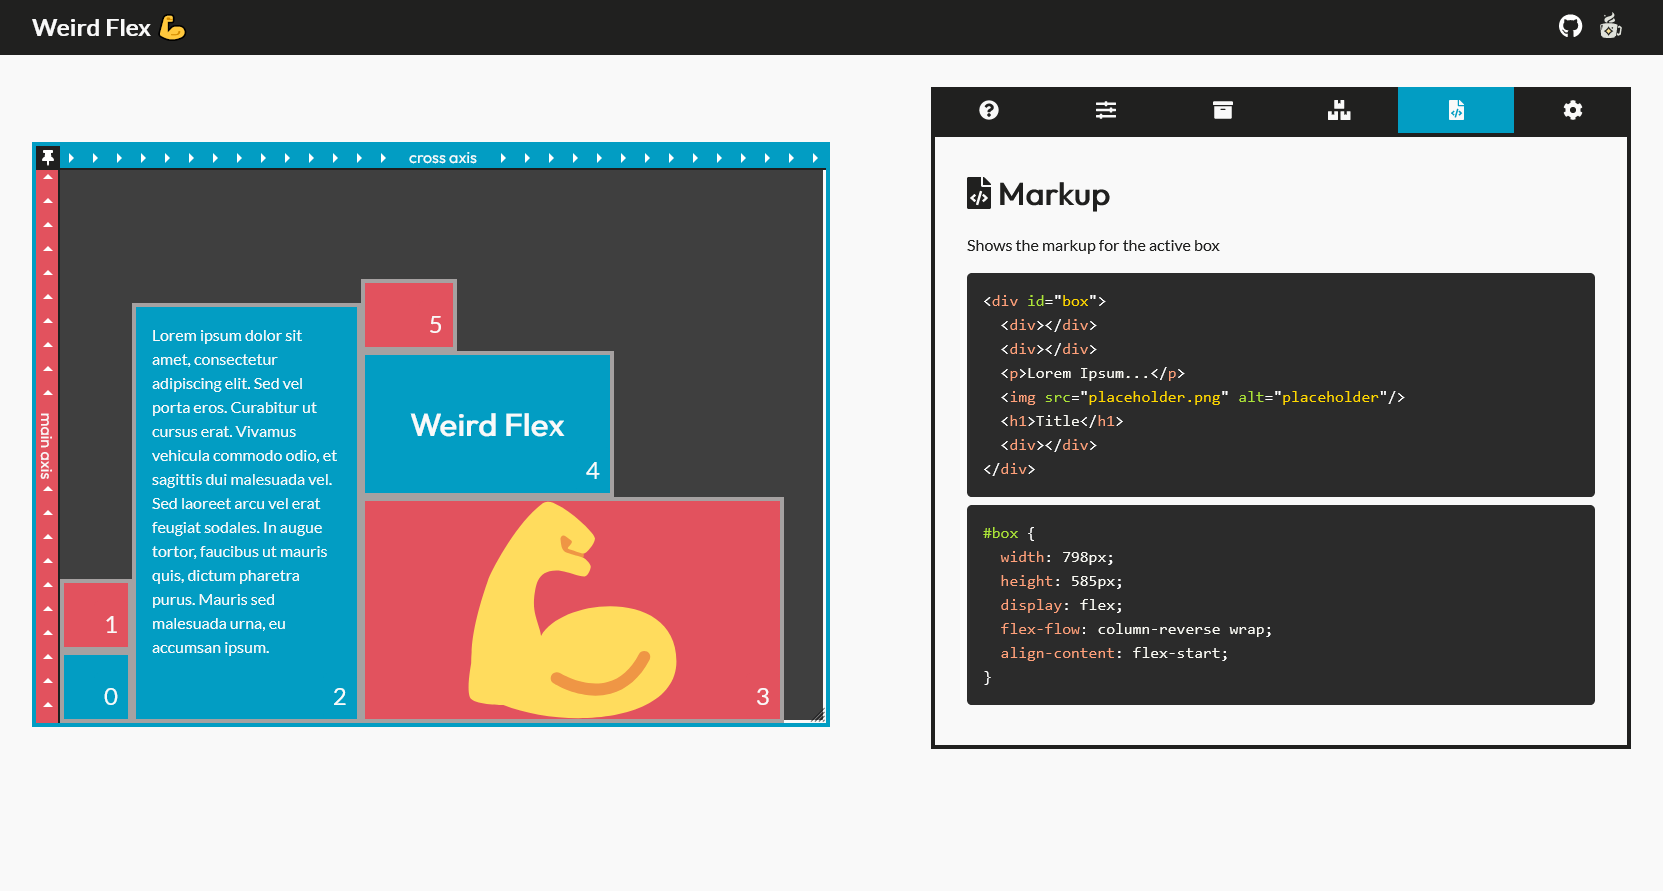 Weird Flex
cross axis
main axis
5
Lorem ipsum dolor sit
amet, consectetur
adipiscing elit. Sed vel
porta eros. Curabitur ut
cursus erat. Vivamus
vehicula commodo odio, et
sagittis dui malesuada vel.
Sed laoreet arcu vel erat
feugiat sodales. In augue
tortor, faucibus ut mauris
quis, dictum pharetra
purus. Mauris sed
malesuada urna, eu
accumsan ipsum.
Weird Flex
4
1
0
2
3
Markup
Shows the markup for the active box
<div id="box">
  <div></div>
  <div></div>
  <p>Lorem Ipsum...</p>
  <img src="placeholder.png" alt="placeholder"/>
  <h1>Title</h1>
  <div></div>
</div>
#box {
  width: 798px;
  height: 585px;
  display: flex;
  flex-flow: column-reverse wrap;
  align-content: flex-start;
}